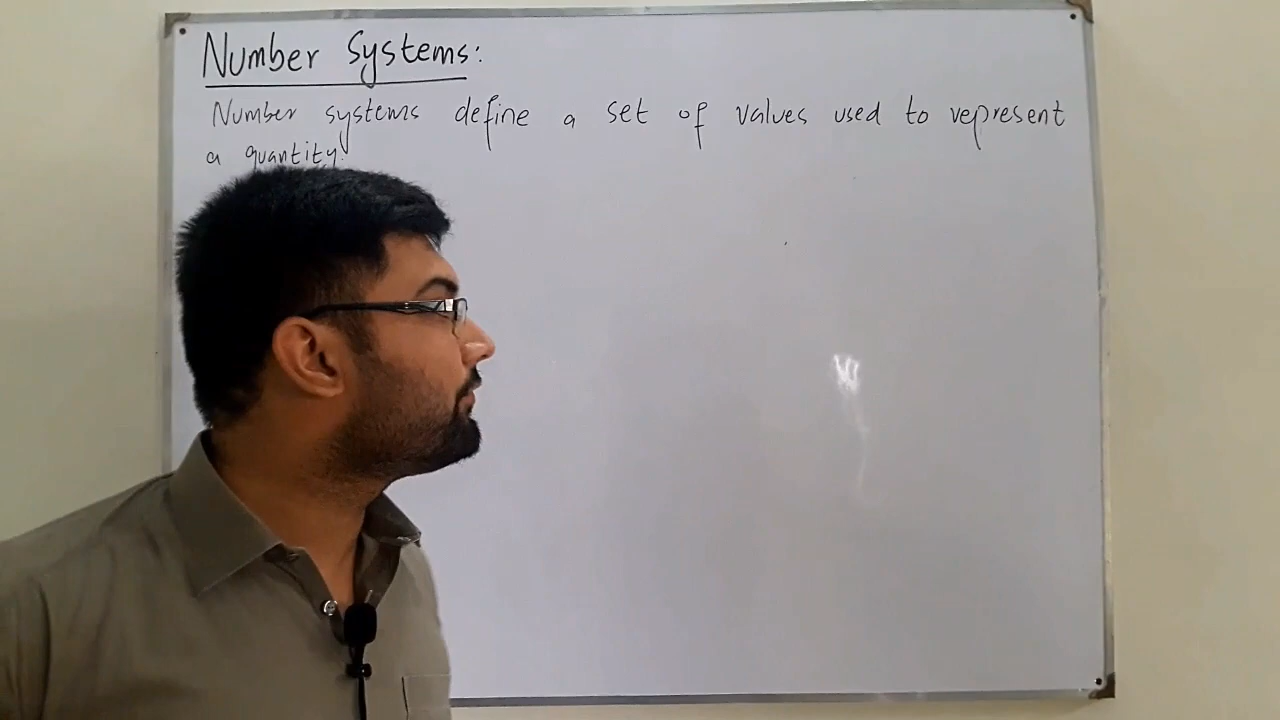 Number Systems:
Number systems define a set of values used to represent
a quantity.